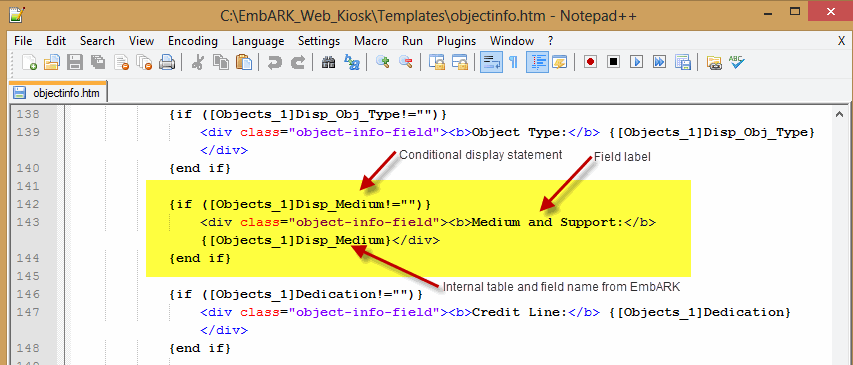 C:\EmbARK_Web_Kiosk\Templates\objectinfo.htm - Notepad++
File Edit Search View Encoding Language Settings Macro Run Plugins Window ? X
objectinfo.htm
138 {if ([Objects_1]Disp_Obj_Type!="")}
139 <div class="object-info-field"><b>Object Type:</b> {[Objects_1]Disp_Obj_Type}
</div>
140 {end if}
Conditional display statement
Field label
141
142 {if ([Objects_1]Disp_Medium!="")}
143 <div class="object-info-field"><b>Medium and Support:</b>
{[Objects_1]Disp_Medium}</div>
144 {end if}
145
Internal table and field name from EmbARK
146 {if ([Objects_1]Dedication!="")}
147 <div class="object-info-field"><b>Credit Line:</b> {[Objects_1]Dedication}
</div>
148 {end if}